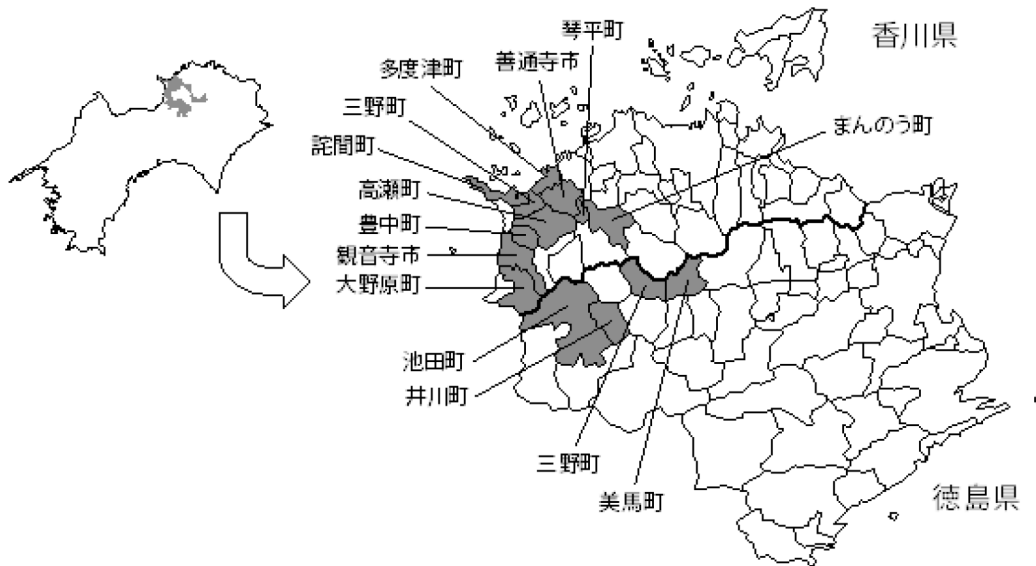 琴平町
香川県
善通寺市
多度津町
三野町
まんのう町
詫間町
高瀬町
豊中町
観音寺市
大野原町
池田町
井川町
三野町
美馬町
徳島県